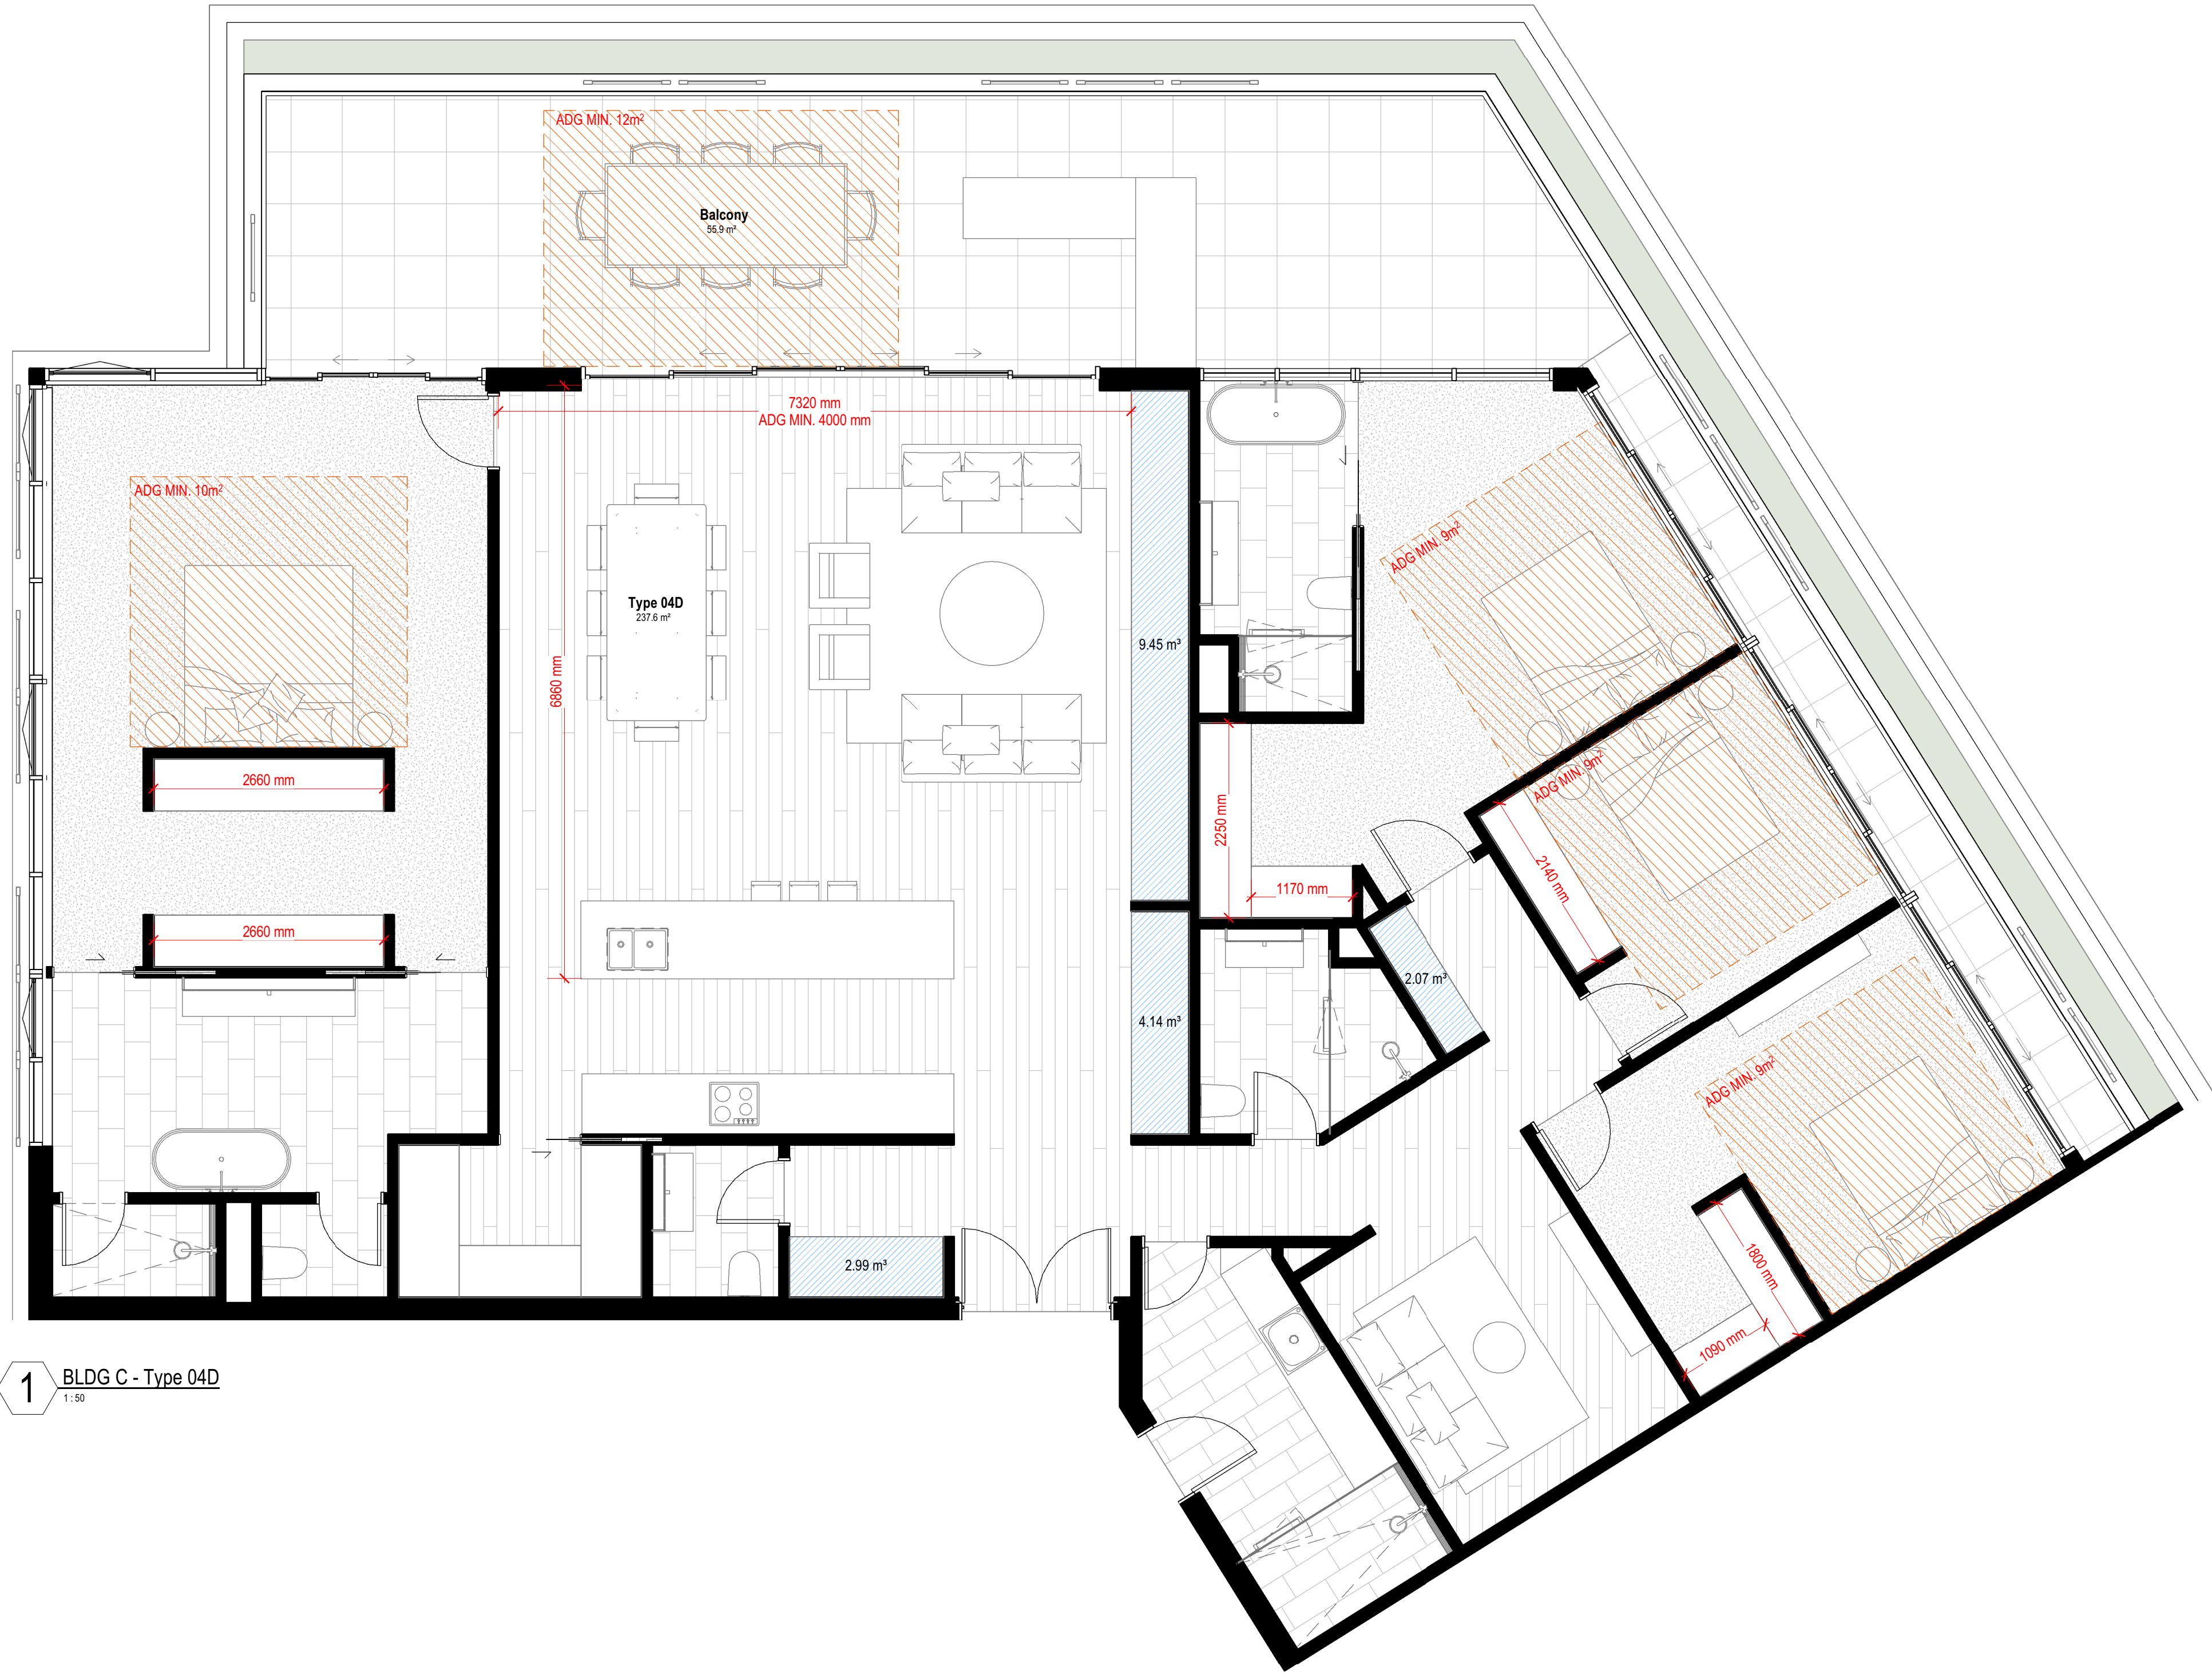 ADG MIN. 12m²
Balcony
55.9 m²
7320 mm
ADG MIN. 4000 mm
ADG MIN. 10m²
ADG MIN. 9m²
Type 04D
237.6 m²
9.45 m³
6860 mm
2660 mm
ADG MIN. 9m²
2250 mm
2140 mm
1170 mm
2660 mm
2.07 m³
4.14 m³
ADG MIN. 9m²
2.99 m³
1800 mm
1090 mm
1
BLDG C - Type 04D
1 : 50